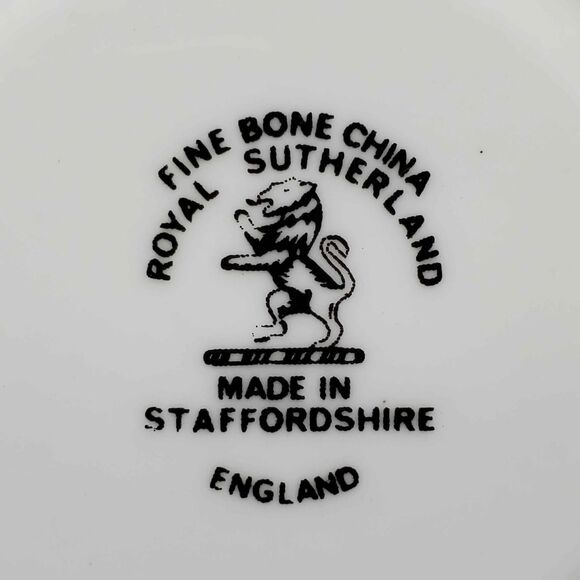 FINE BONE CHINA
ROYAL SUTHERLAND
MADE IN
STAFFORDSHIRE
ENGLAND